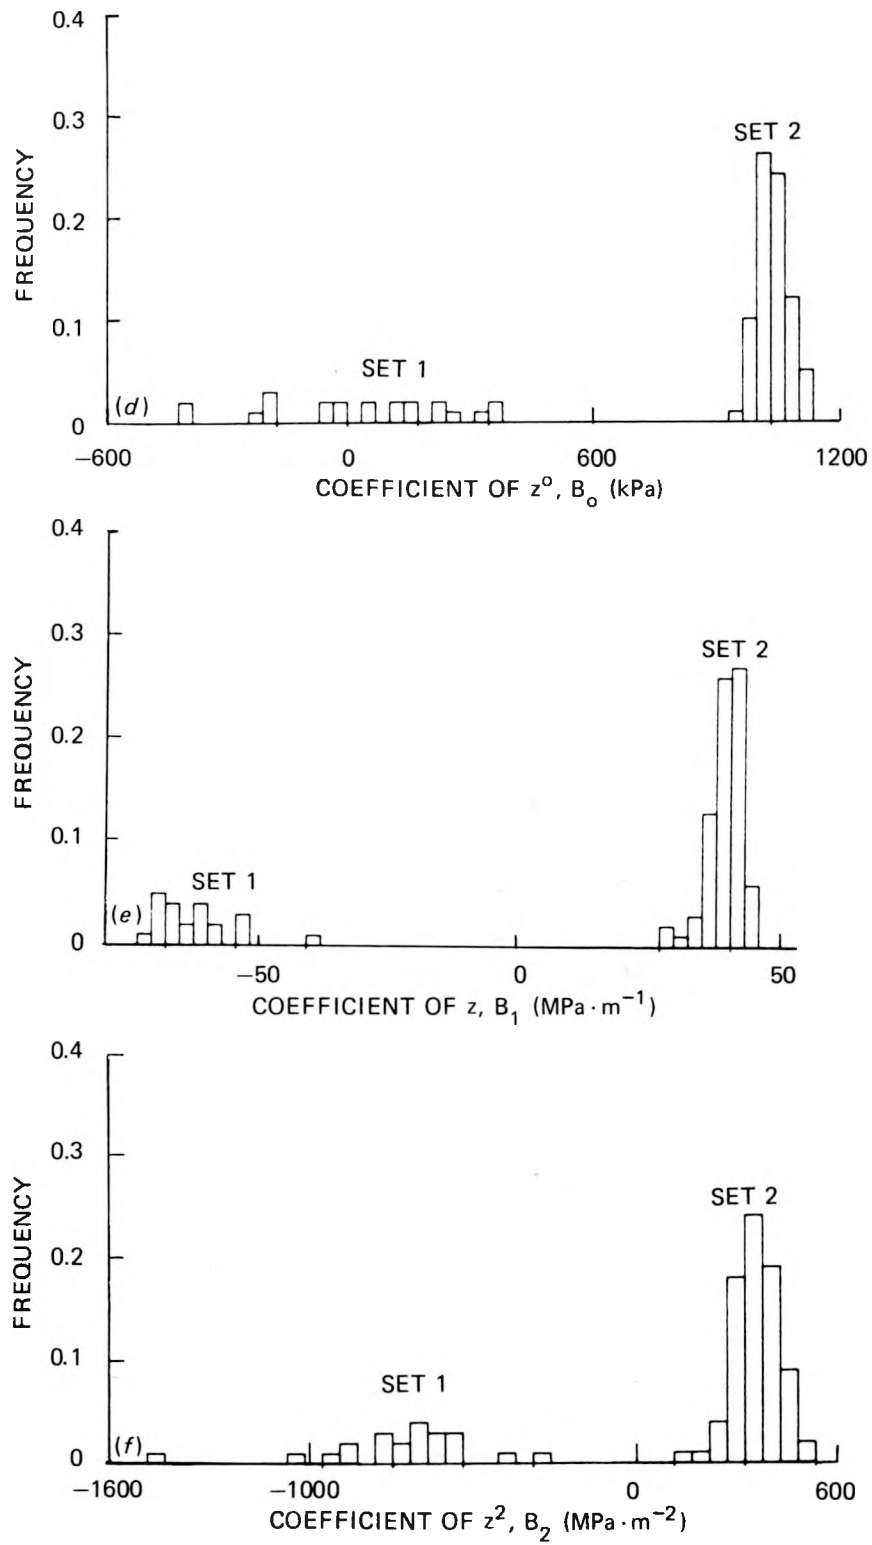 0.4
0.3
0.2
0.1
0
FREQUENCY
SET 2
SET 1
(d)
−600 0 600 1200
COEFFICIENT OF z⁰, B₀ (kPa)
0.4
0.3
0.2
0.1
0
FREQUENCY
SET 2
SET 1
(e)
−50 0 50
COEFFICIENT OF z, B₁ (MPa·m⁻¹)
0.4
0.3
0.2
0.1
0
FREQUENCY
SET 2
SET 1
(f)
−1600 −1000 0 600
COEFFICIENT OF z², B₂ (MPa·m⁻²)